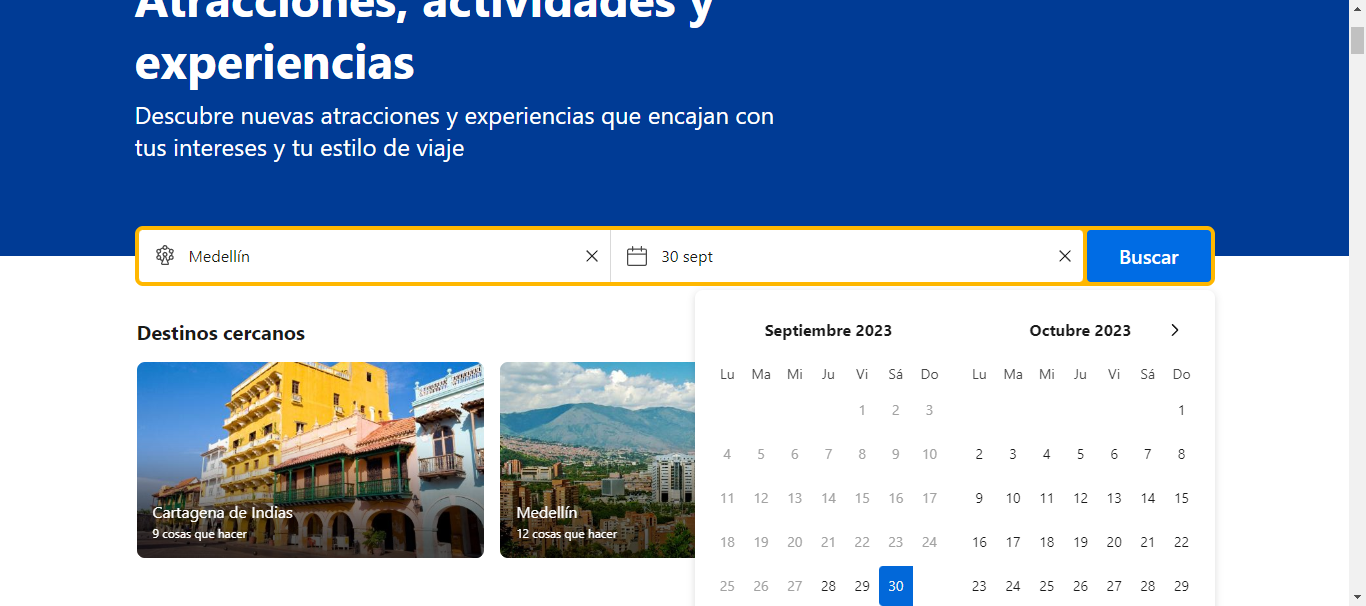 Atracciones, actividades y
experiencias
Descubre nuevas atracciones y experiencias que encajan con
tus intereses y tu estilo de viaje
Medellín
30 sept
Buscar
Destinos cercanos
Cartagena de Indias
9 cosas que hacer
Medellín
12 cosas que hacer
Septiembre 2023
Lu Ma Mi Ju Vi Sá Do
1 2 3
4 5 6 7 8 9 10
11 12 13 14 15 16 17
18 19 20 21 22 23 24
25 26 27 28 29 30
Octubre 2023
Lu Ma Mi Ju Vi Sá Do
1
2 3 4 5 6 7 8
9 10 11 12 13 14 15
16 17 18 19 20 21 22
23 24 25 26 27 28 29